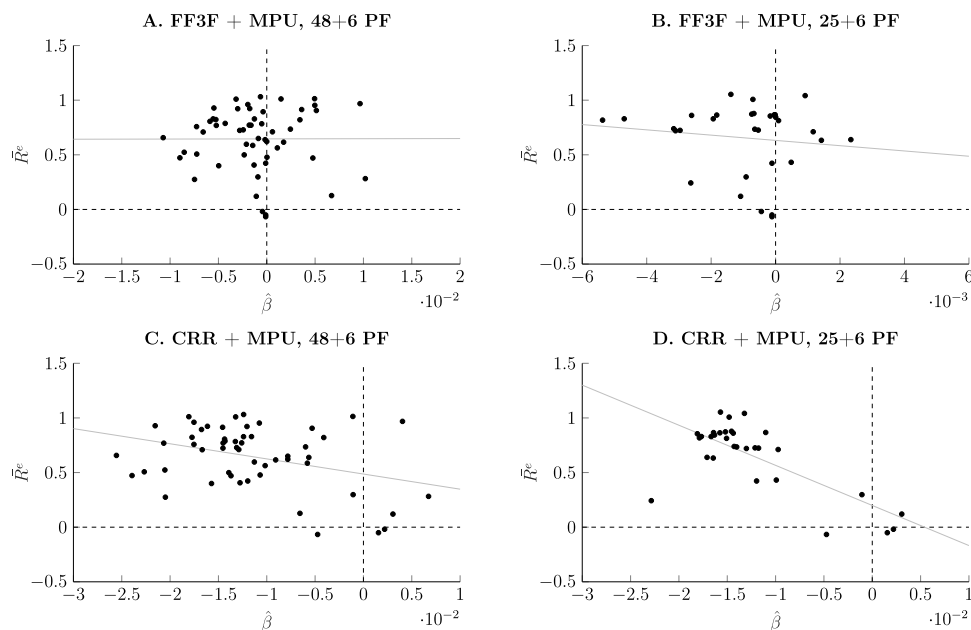 A. FF3F + MPU, 48+6 PF
1.5
1
0.5
0
−0.5
R̄ᵉ
−2 −1.5 −1 −0.5 0 0.5 1 1.5 2
·10⁻²
β̂
B. FF3F + MPU, 25+6 PF
1.5
1
0.5
0
−0.5
R̄ᵉ
−6 −4 −2 0 2 4 6
·10⁻³
β̂
C. CRR + MPU, 48+6 PF
1.5
1
0.5
0
−0.5
R̄ᵉ
−3 −2.5 −2 −1.5 −1 −0.5 0 0.5 1
·10⁻²
β̂
D. CRR + MPU, 25+6 PF
1.5
1
0.5
0
−0.5
R̄ᵉ
−3 −2.5 −2 −1.5 −1 −0.5 0 0.5 1
·10⁻²
β̂